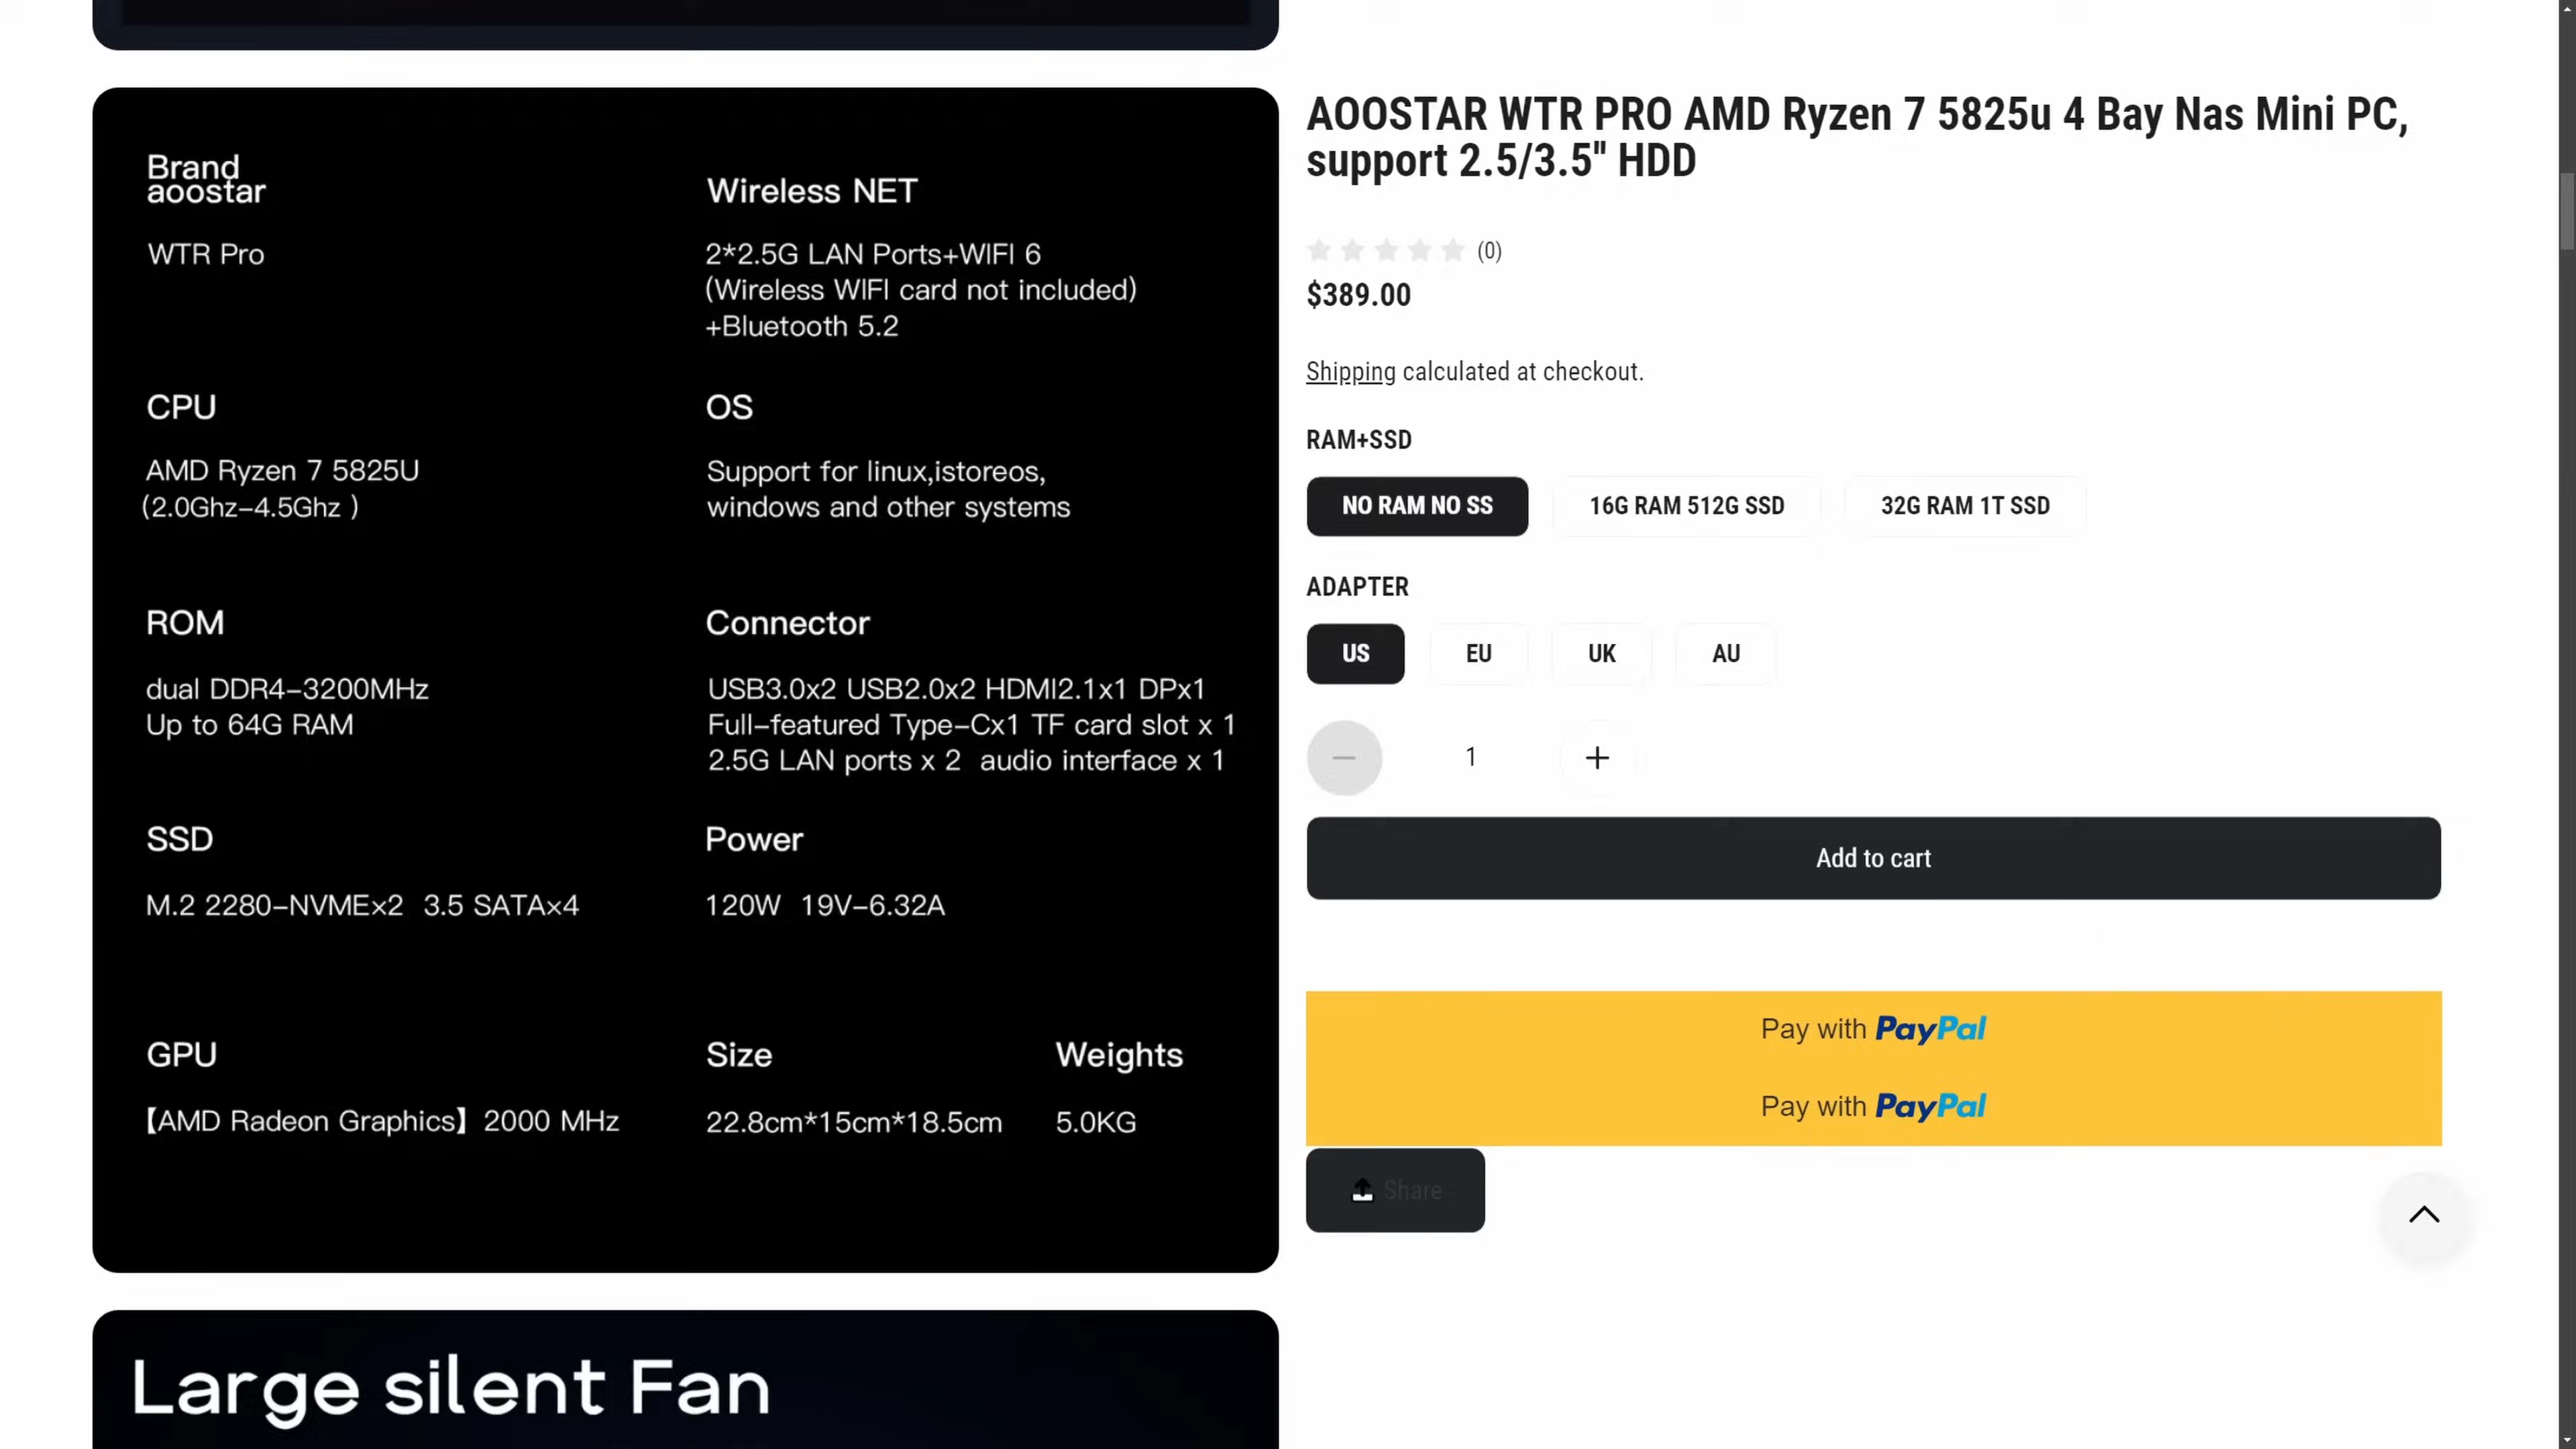 Brand
aoostar
WTR Pro
Wireless NET
2*2.5G LAN Ports+WIFI 6
(Wireless WIFI card not included)
+Bluetooth 5.2
CPU
AMD Ryzen 7 5825U
(2.0Ghz-4.5Ghz )
OS
Support for linux,istoreos,
windows and other systems
ROM
dual DDR4-3200MHz
Up to 64G RAM
Connector
USB3.0x2 USB2.0x2 HDMI2.1x1 DPx1
Full-featured Type-Cx1 TF card slot x 1
2.5G LAN ports x 2 audio interface x 1
SSD
M.2 2280-NVME×2 3.5 SATA×4
Power
120W 19V-6.32A
GPU
【AMD Radeon Graphics】2000 MHz
Size
22.8cm*15cm*18.5cm
Weights
5.0KG
Large silent Fan
AOOSTAR WTR PRO AMD Ryzen 7 5825u 4 Bay Nas Mini PC,
support 2.5/3.5" HDD
(0)
$389.00
Shipping calculated at checkout.
RAM+SSD
NO RAM NO SS
16G RAM 512G SSD
32G RAM 1T SSD
ADAPTER
US
EU
UK
AU
1
Add to cart
Pay with PayPal
Pay with PayPal
Share